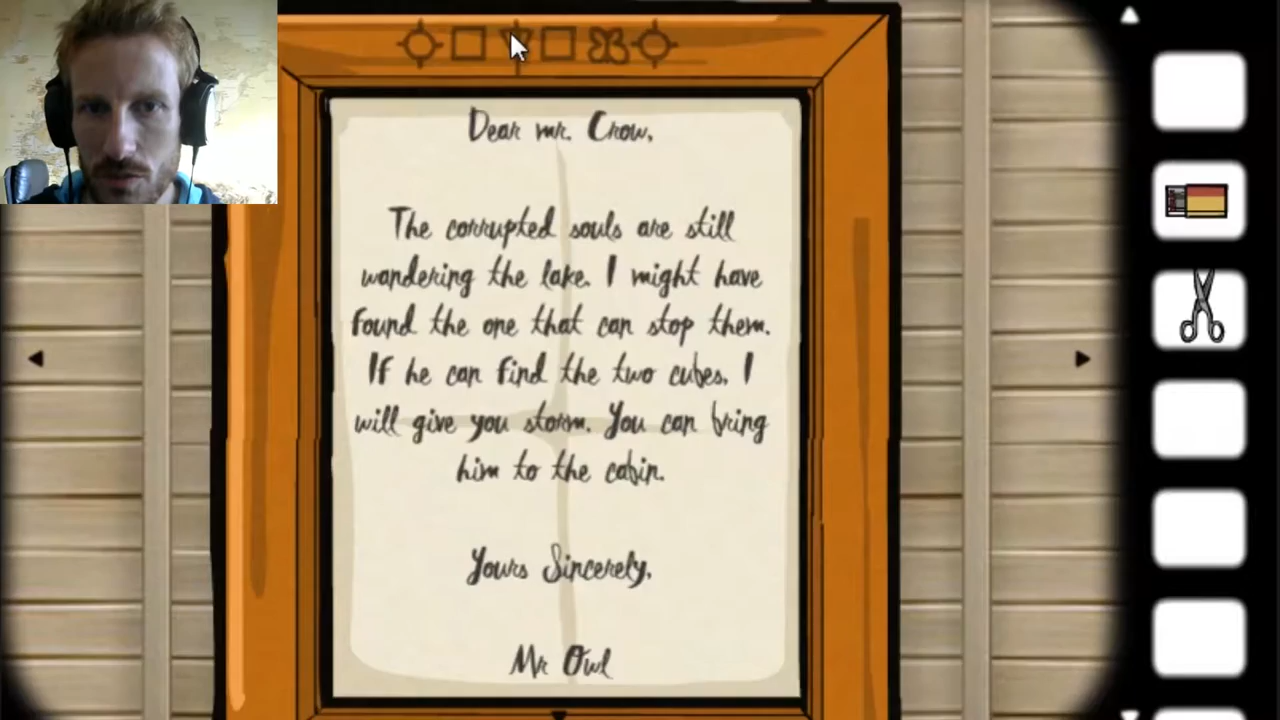 Dear mr. Crow,
The corrupted souls are still
wandering the lake. I might have
found the one that can stop them.
If he can find the two cubes, I
will give you storm. You can bring
him to the cabin.
Yours Sincerely,
Mr Owl